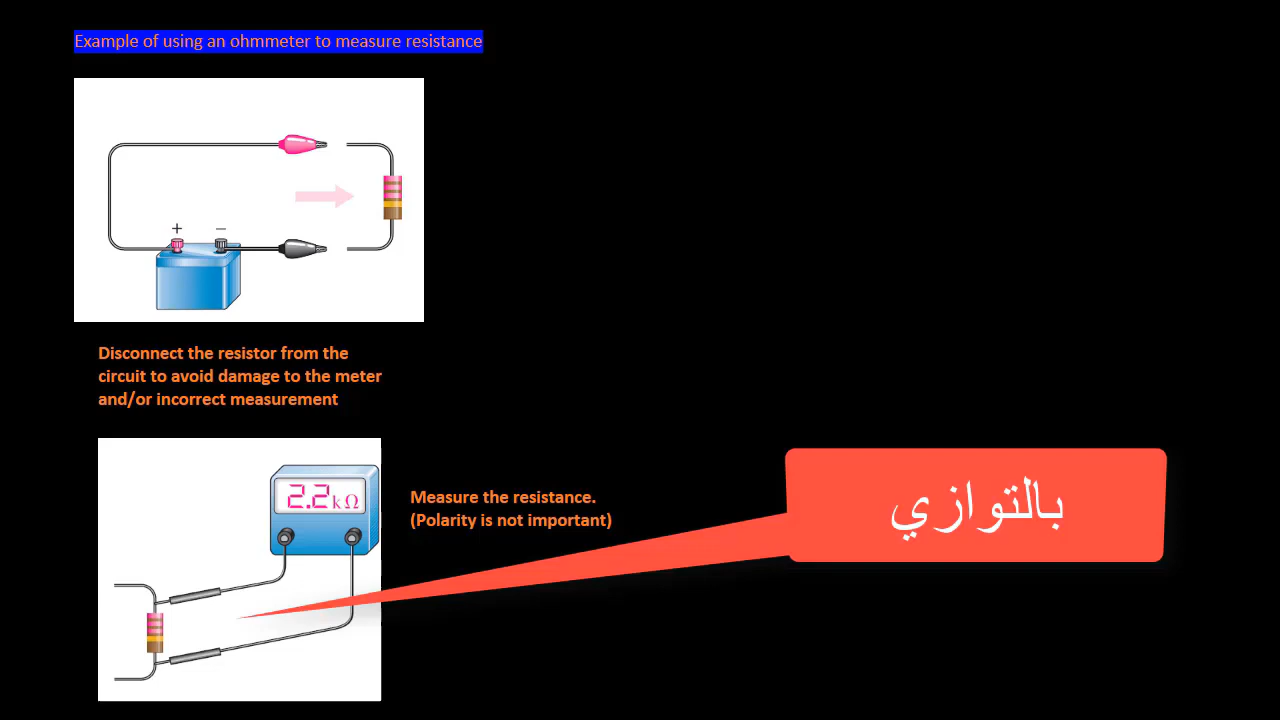 Example of using an ohmmeter to measure resistance
+ –
Disconnect the resistor from the
circuit to avoid damage to the meter
and/or incorrect measurement
2.2 kΩ
Measure the resistance.
(Polarity is not important)
بالتوازي